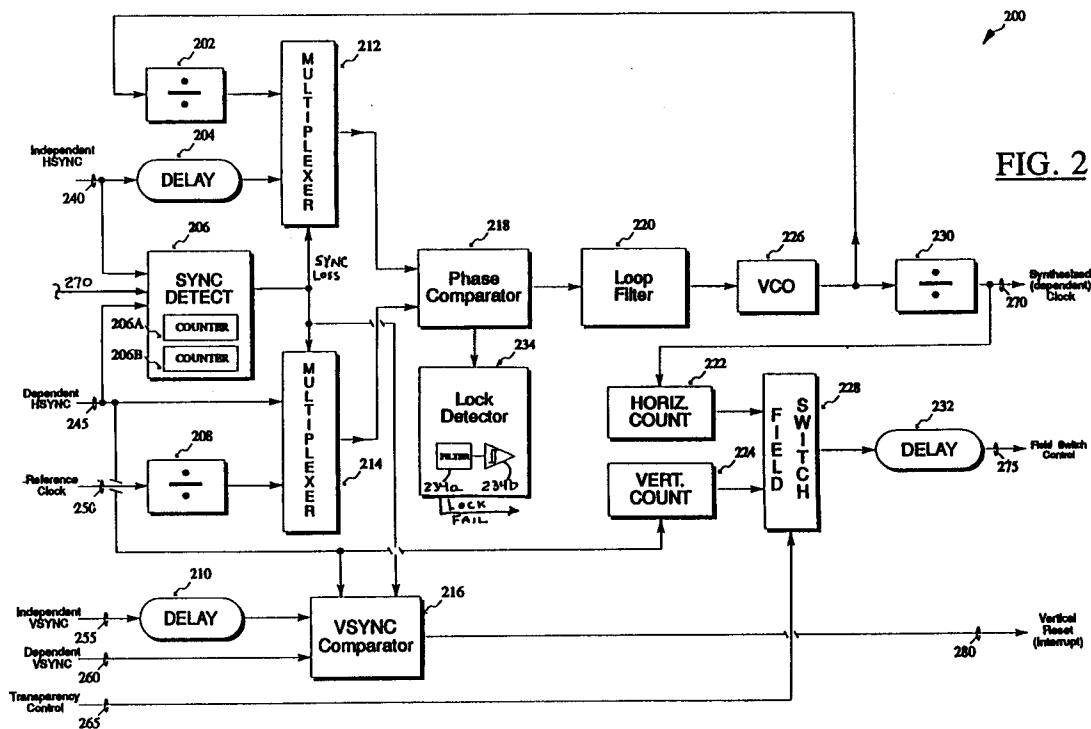 200
FIG. 2
202
÷
212
MULTIPLEXER
Independent
HSYNC
240
204
DELAY
206
SYNC
DETECT
270
206A
COUNTER
206B
COUNTER
SYNC
LOSS
218
Phase
Comparator
220
Loop
Filter
226
VCO
230
÷
Synthesized
(dependent)
Clock
270
Dependent
HSYNC
245
208
÷
Reference
Clock
250
MULTIPLEXER
214
234
Lock
Detector
FILTER
234a
234b
LOCK
FAIL
222
HORIZ.
COUNT
224
VERT.
COUNT
FIELD
SWITCH
228
232
DELAY
Field Switch
Control
275
Independent
VSYNC
255
210
DELAY
216
VSYNC
Comparator
Dependent
VSYNC
260
280
Vertical
Reset
(Interrupt)
Transparency
Control
265